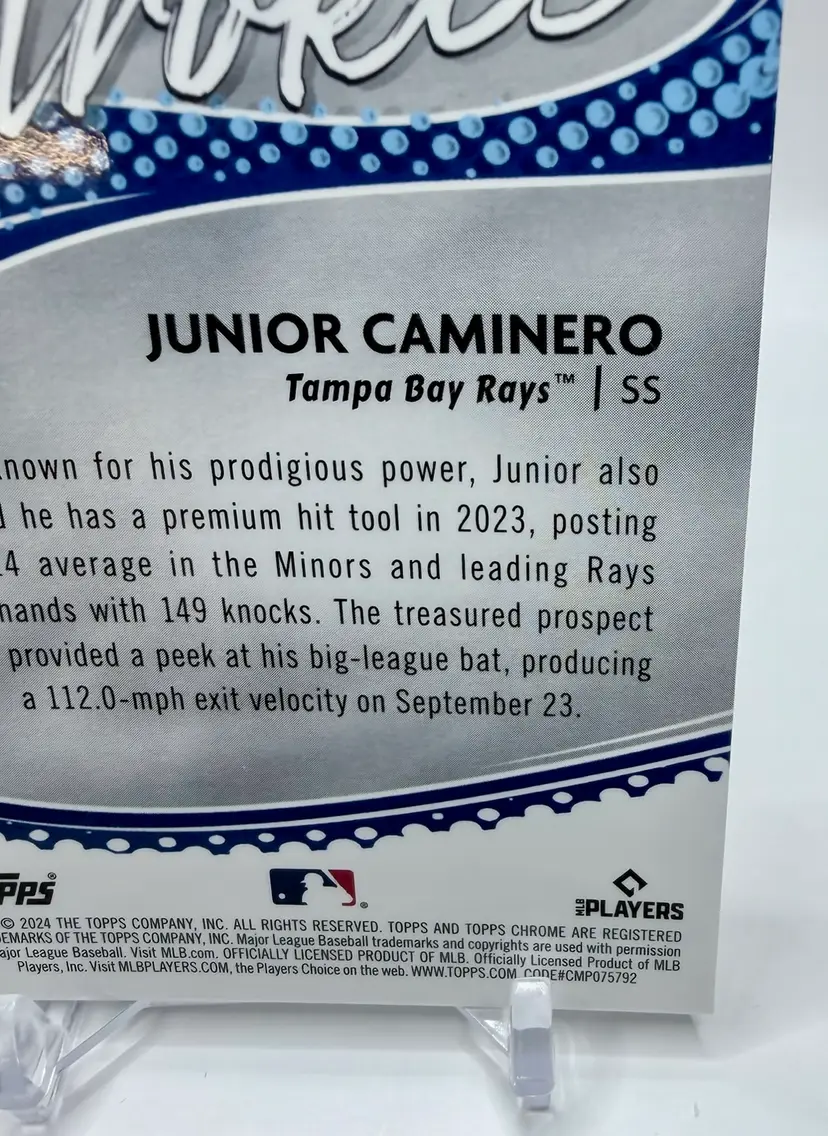 JUNIOR CAMINERO
Tampa Bay Rays™ | SS
nown for his prodigious power, Junior also
he has a premium hit tool in 2023, posting
4 average in the Minors and leading Rays
hands with 149 knocks. The treasured prospect
provided a peek at his big-league bat, producing
a 112.0-mph exit velocity on September 23.
PPS®
MLB PLAYERS
© 2024 THE TOPPS COMPANY, INC. ALL RIGHTS RESERVED. TOPPS AND TOPPS CHROME ARE REGISTERED
EMARKS OF THE TOPPS COMPANY, INC. Major League Baseball trademarks and copyrights are used with permission
ajor League Baseball. Visit MLB.com. OFFICIALLY LICENSED PRODUCT OF MLB. Officially Licensed Product of MLB
Players, Inc. Visit MLBPLAYERS.COM, the Players Choice on the web. WWW.TOPPS.COM CODE#CMP075792